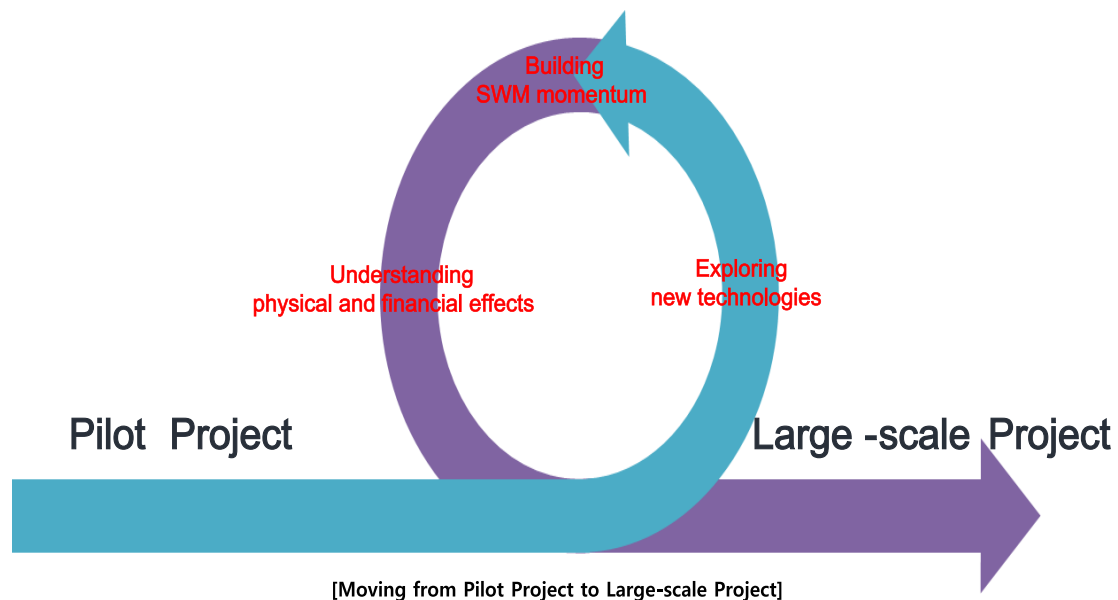 Building
SWM momentum
Understanding
physical and financial effects
Exploring
new technologies
Pilot Project
Large -scale Project
[Moving from Pilot Project to Large-scale Project]